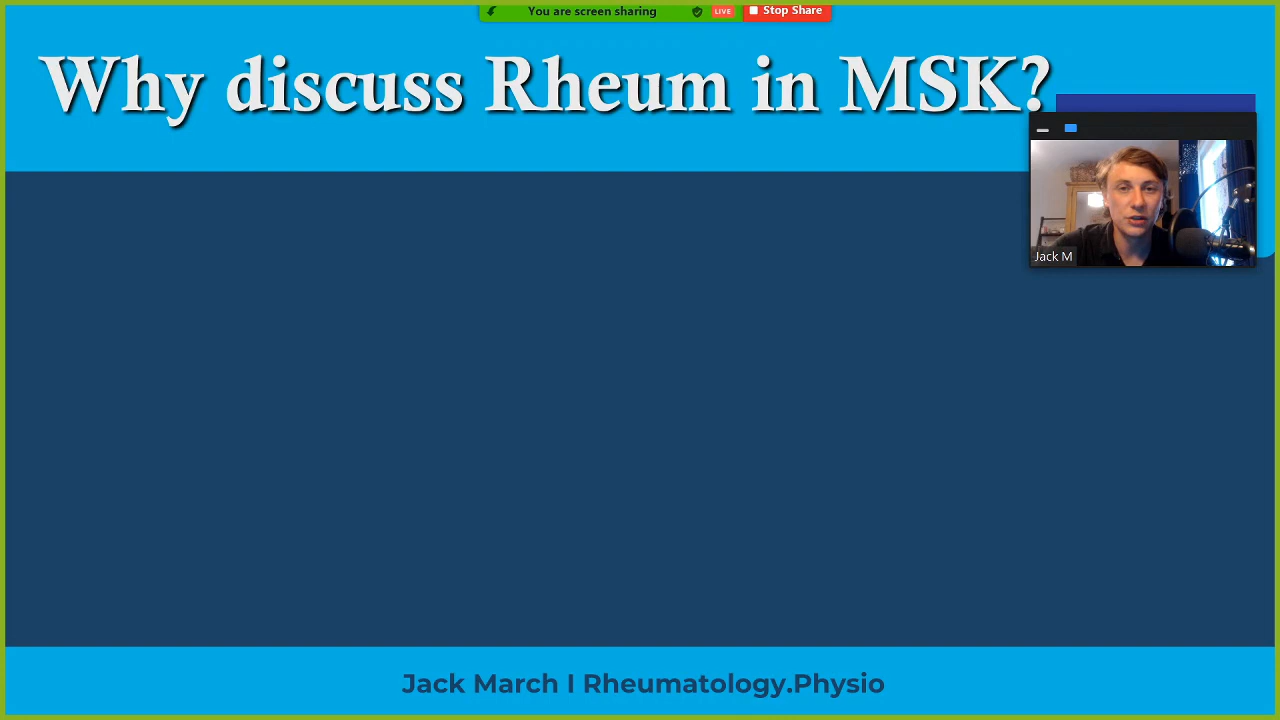 You are screen sharing
LIVE
Stop Share
Why discuss Rheum in MSK?
Jack M
Jack March I Rheumatology.Physio